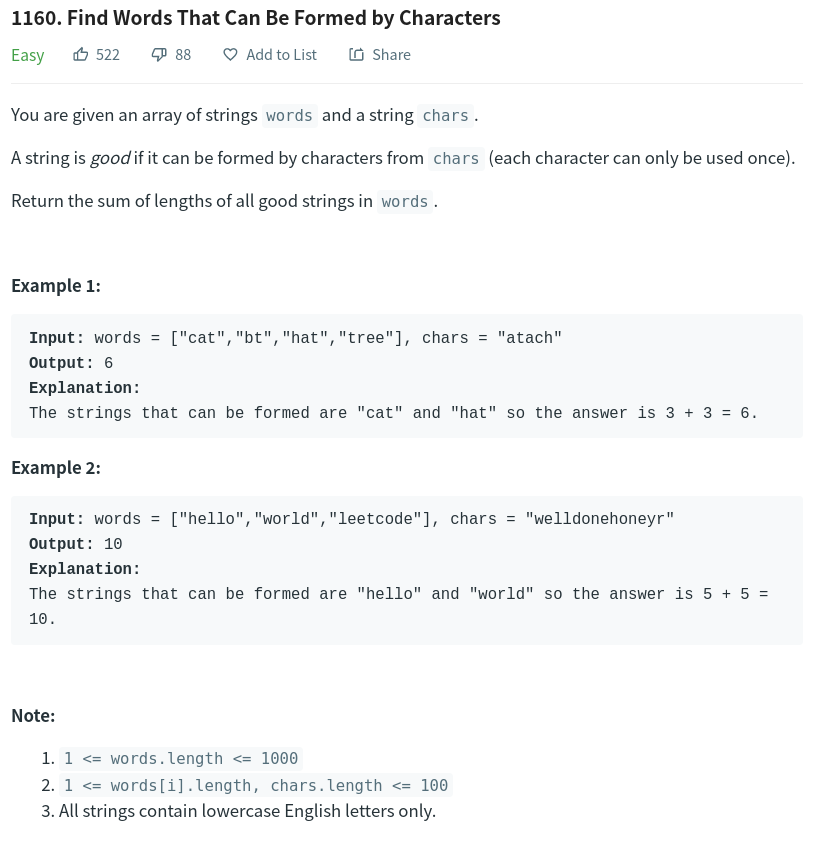 1160. Find Words That Can Be Formed by Characters
Easy 522 88 Add to List Share
You are given an array of strings words and a string chars.
A string is good if it can be formed by characters from chars (each character can only be used once).
Return the sum of lengths of all good strings in words.
Example 1:
Input: words = ["cat","bt","hat","tree"], chars = "atach"
Output: 6
Explanation:
The strings that can be formed are "cat" and "hat" so the answer is 3 + 3 = 6.
Example 2:
Input: words = ["hello","world","leetcode"], chars = "welldonehoneyr"
Output: 10
Explanation:
The strings that can be formed are "hello" and "world" so the answer is 5 + 5 =
10.
Note:
1. 1 <= words.length <= 1000
2. 1 <= words[i].length, chars.length <= 100
3. All strings contain lowercase English letters only.